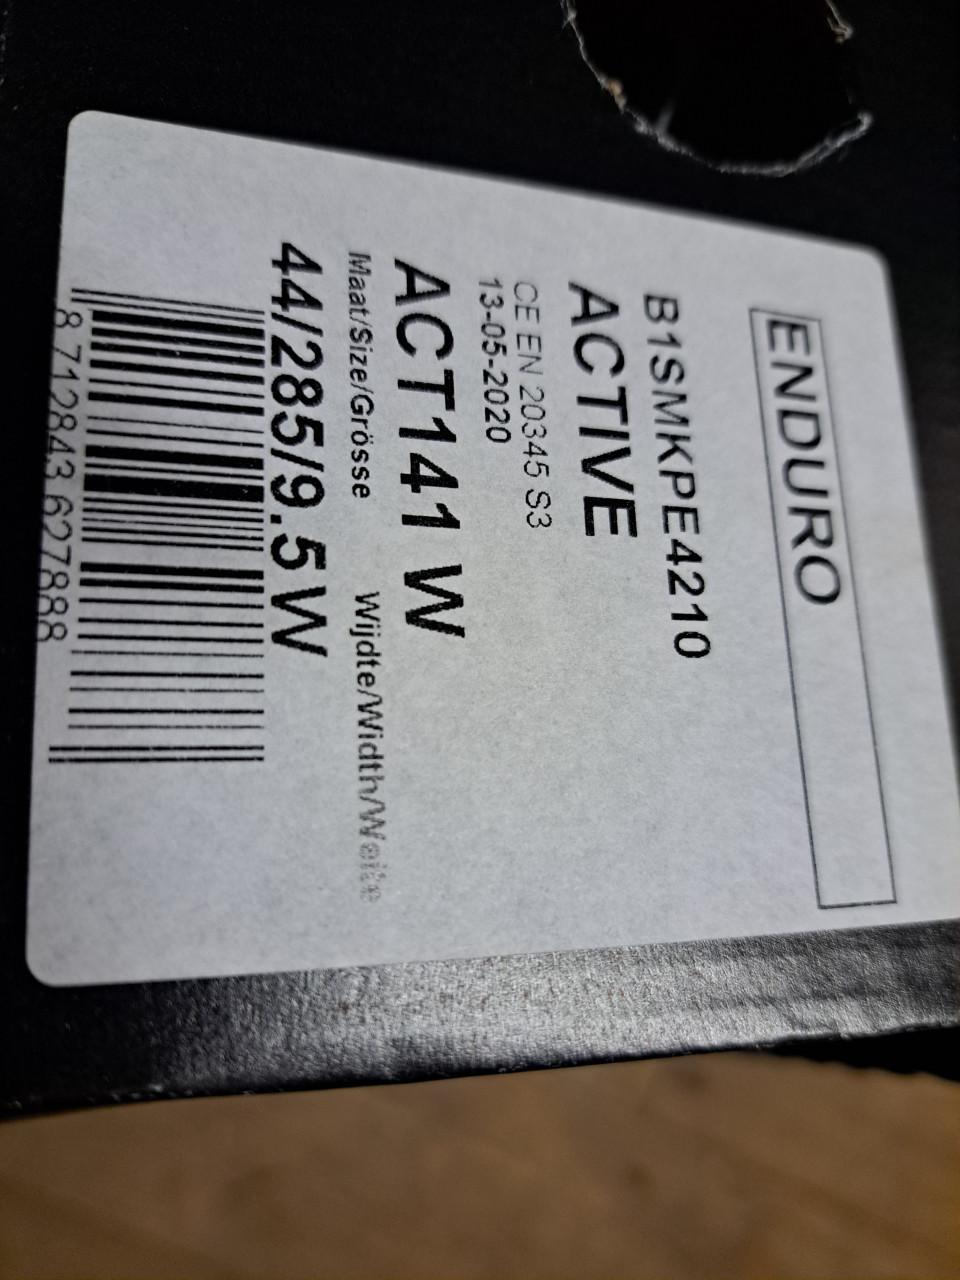 ENDURO
B1SMKPE4210
ACTIVE
CE EN 20345 S3
13-05-2020
ACT141 W
Maat/Size/Grösse Wijdte/Width/Weite
44/285/9.5 W
8 712843 627888